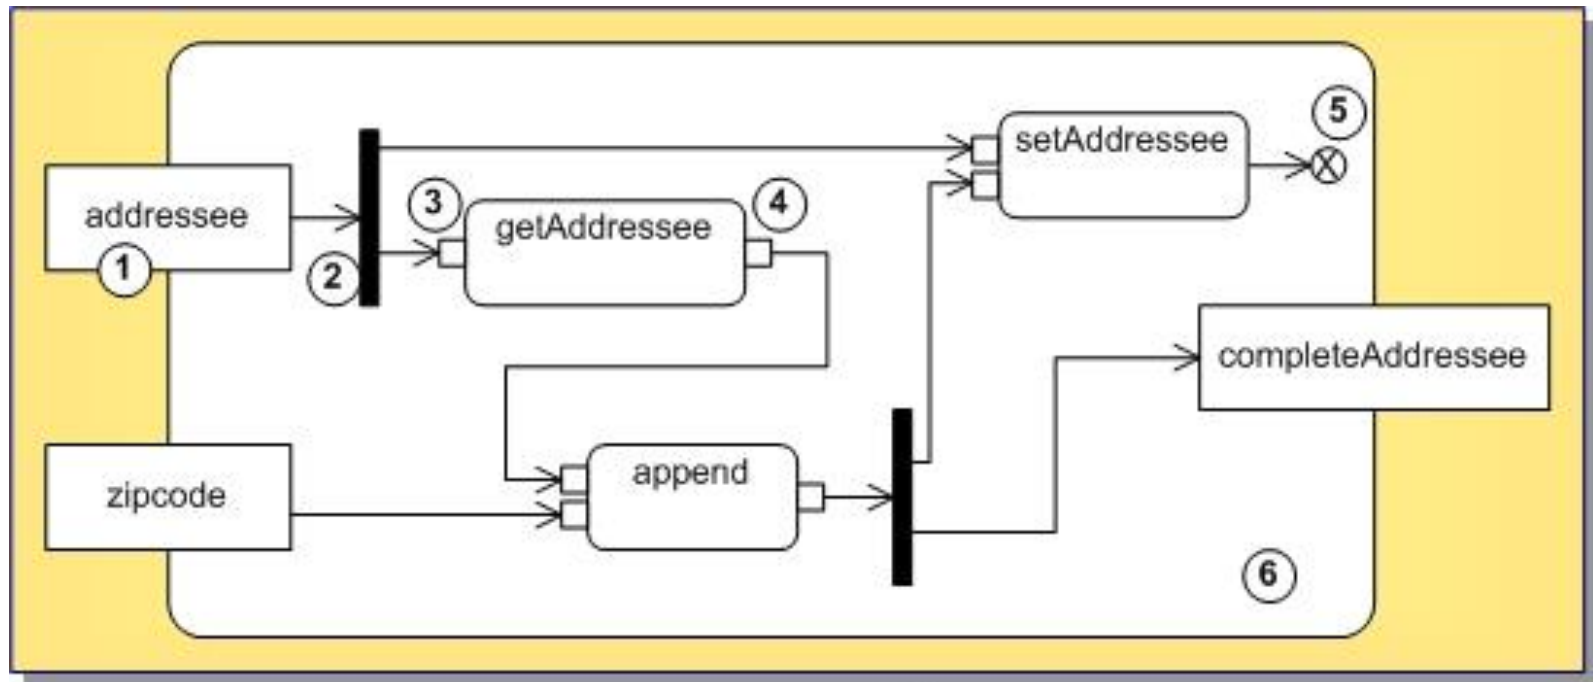 5
setAddressee
addressee
3
4
getAddressee
1
2
completeAddressee
append
zipcode
6